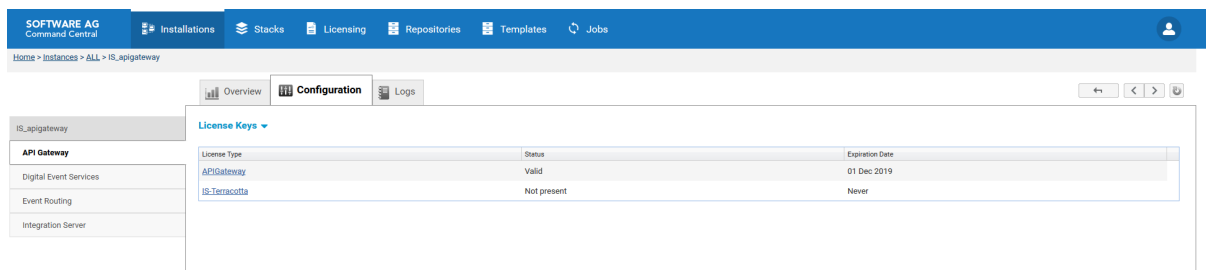 SOFTWARE AG
Command Central
Installations
Stacks
Licensing
Repositories
Templates
Jobs
Home > Instances > ALL > IS_apigateway
Overview
Configuration
Logs
IS_apigateway
API Gateway
Digital Event Services
Event Routing
Integration Server
License Keys
License Type Status Expiration Date
APIGateway Valid 01 Dec 2019
IS-Terracotta Not present Never